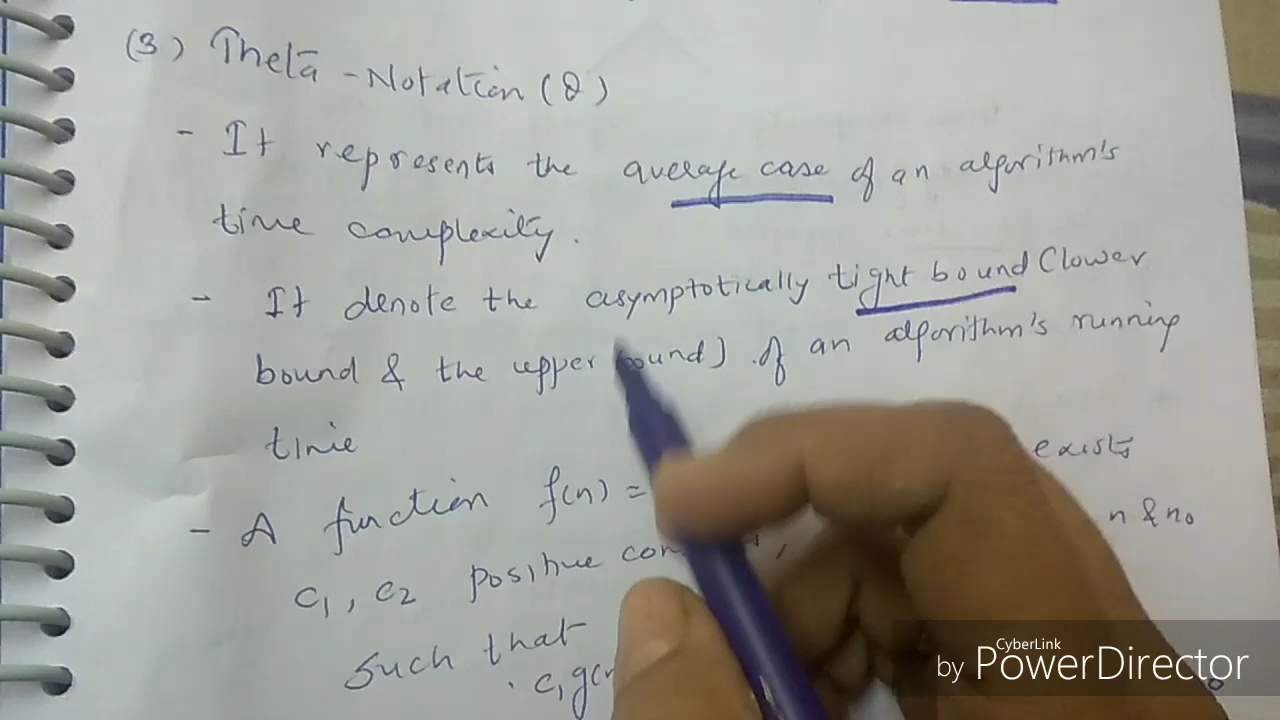 (3) Theta - Notation (θ)
- It represents the average case of an algorithm's
time complexity.
- It denote the asymptotically tight bound (lower
bound & the upper bound) of an algorithm's running
time
- A function f(n) = exists
c1, c2 positive n & n0
such that
c1g(n
CyberLink
by PowerDirector